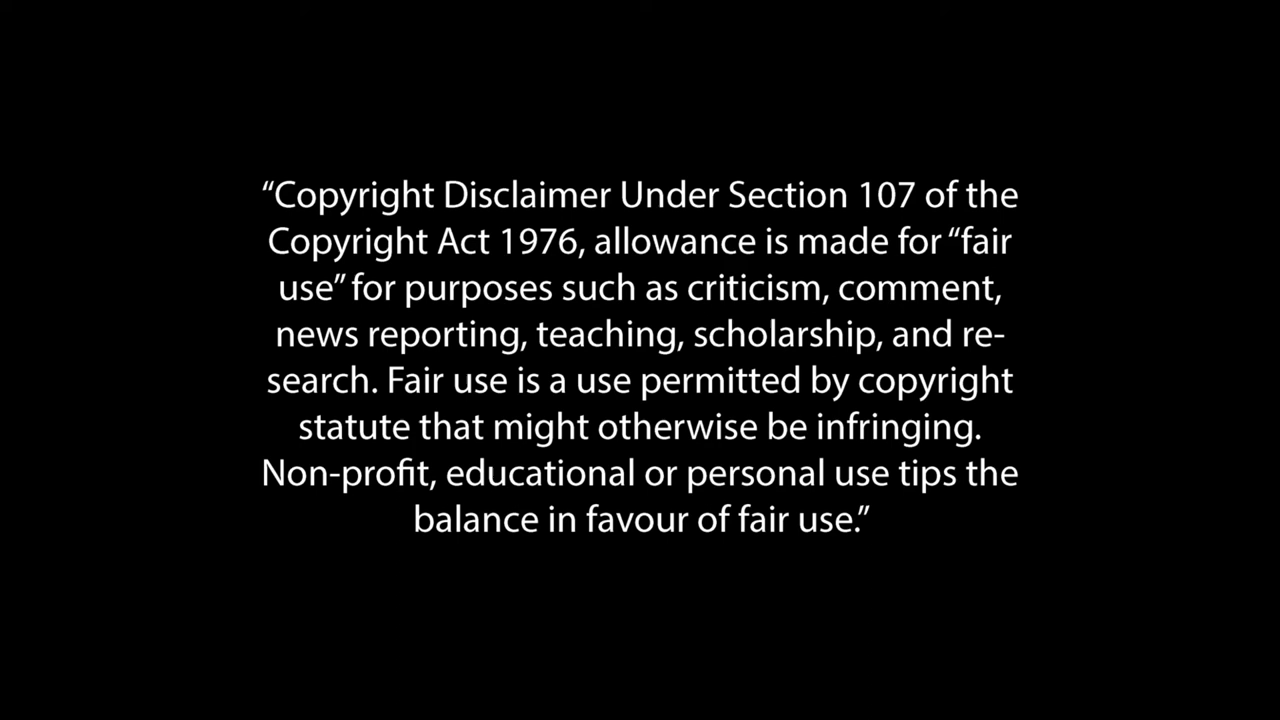 “Copyright Disclaimer Under Section 107 of the
Copyright Act 1976, allowance is made for “fair
use” for purposes such as criticism, comment,
news reporting, teaching, scholarship, and re-
search. Fair use is a use permitted by copyright
statute that might otherwise be infringing.
Non-profit, educational or personal use tips the
balance in favour of fair use.”